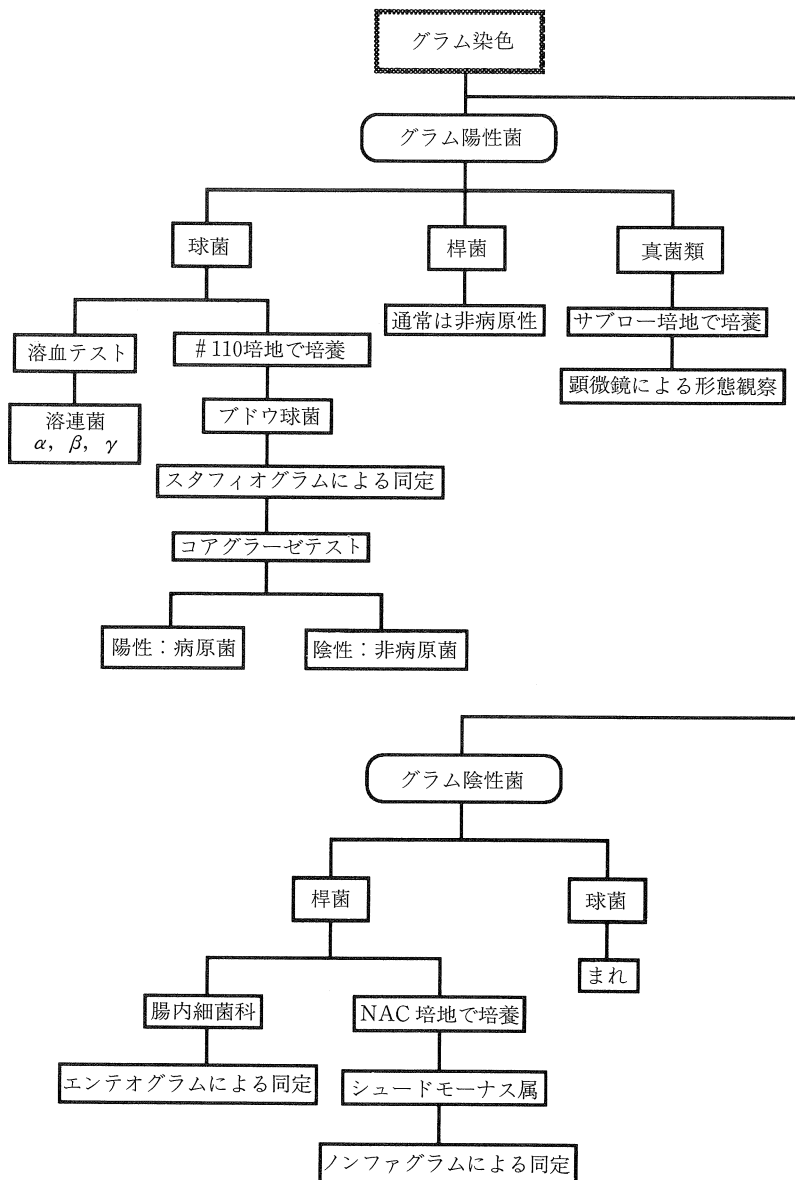 グラム染色
グラム陽性菌
球菌
桿菌
真菌類
溶血テスト
＃110培地で培養
通常は非病原性
サブロー培地で培養
溶連菌
α，β，γ
ブドウ球菌
顕微鏡による形態観察
スタフィオグラムによる同定
コアグラーゼテスト
陽性：病原菌
陰性：非病原菌
グラム陰性菌
桿菌
球菌
まれ
腸内細菌科
NAC培地で培養
エンテオグラムによる同定
シュードモーナス属
ノンファグラムによる同定